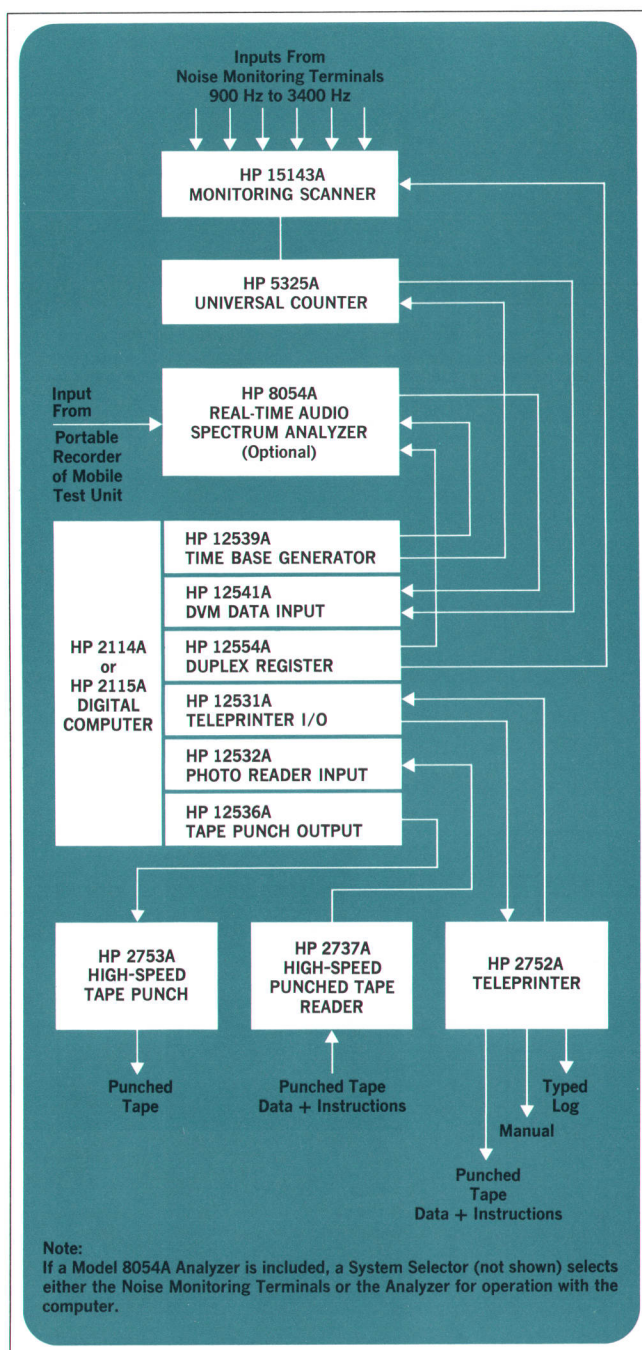 Inputs From
Noise Monitoring Terminals
900 Hz to 3400 Hz
HP 15143A
MONITORING SCANNER
HP 5325A
UNIVERSAL COUNTER
Input
From
Portable
Recorder
of Mobile
Test Unit
HP 8054A
REAL-TIME AUDIO
SPECTRUM ANALYZER
(Optional)
HP 2114A
or
HP 2115A
DIGITAL
COMPUTER
HP 12539A
TIME BASE GENERATOR
HP 12541A
DVM DATA INPUT
HP 12554A
DUPLEX REGISTER
HP 12531A
TELEPRINTER I/O
HP 12532A
PHOTO READER INPUT
HP 12536A
TAPE PUNCH OUTPUT
HP 2753A
HIGH-SPEED
TAPE PUNCH
HP 2737A
HIGH-SPEED
PUNCHED TAPE
READER
HP 2752A
TELEPRINTER
Punched
Tape
Punched Tape
Data + Instructions
Typed
Log
Manual
Punched
Tape
Data + Instructions
Note:
If a Model 8054A Analyzer is included, a System Selector (not shown) selects
either the Noise Monitoring Terminals or the Analyzer for operation with the
computer.